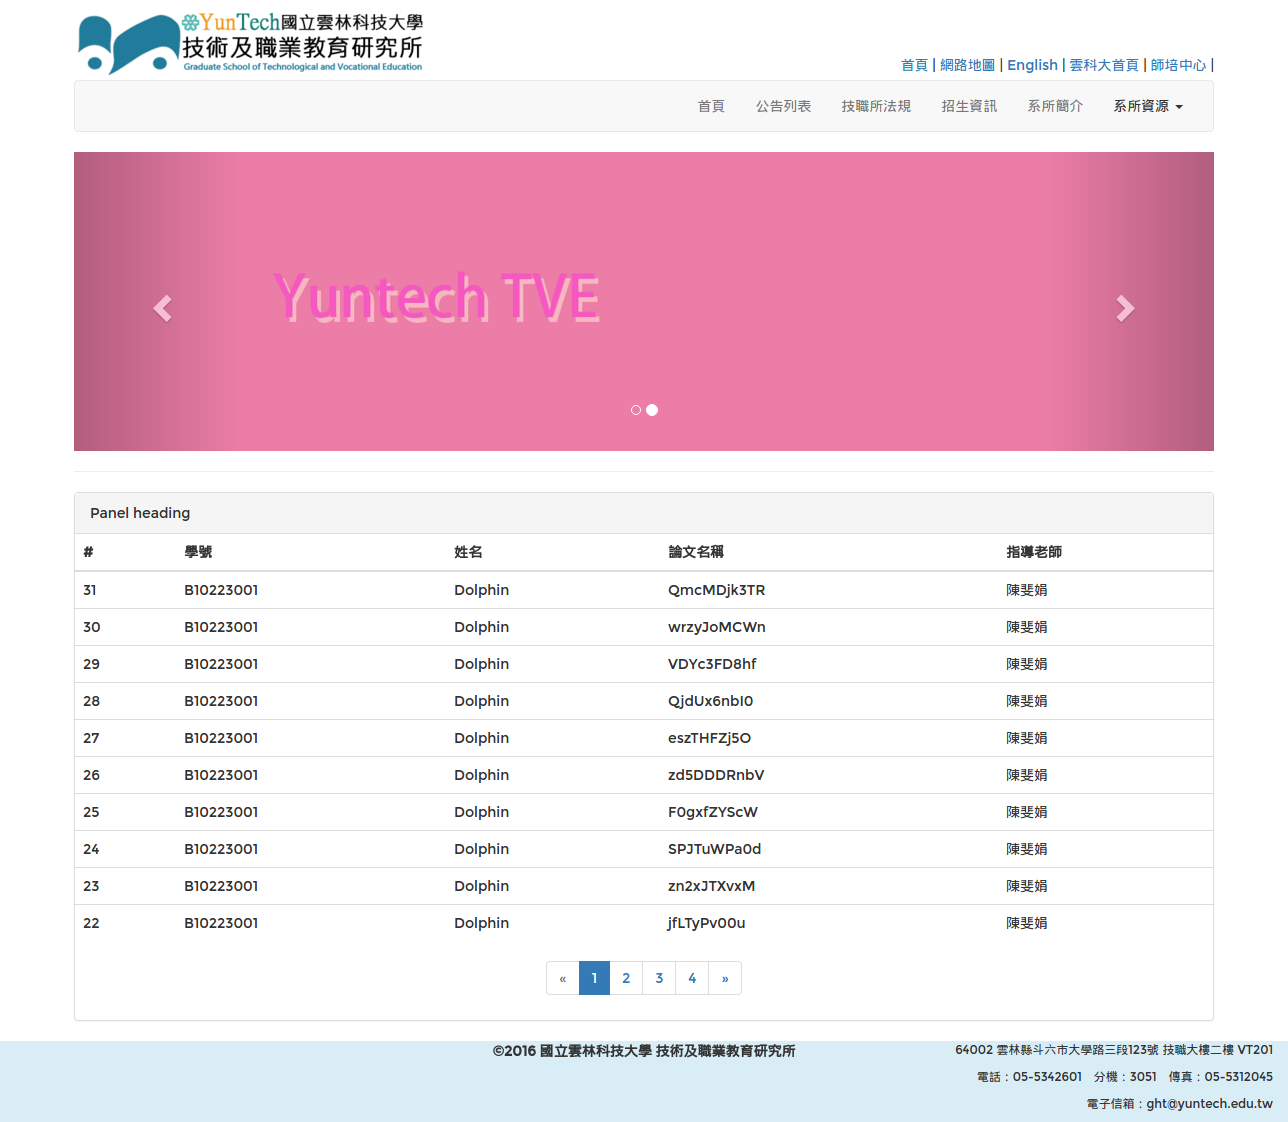 YunTech國立雲林科技大學
技術及職業教育研究所
Graduate School of Technological and Vocational Education
首頁 | 網路地圖 | English | 雲科大首頁 | 師培中心 |
首頁 公告列表 技職所法規 招生資訊 系所簡介 系所資源
Yuntech TVE
Panel heading
# 學號 姓名 論文名稱 指導老師
31 B10223001 Dolphin QmcMDjk3TR 陳斐娟
30 B10223001 Dolphin wrzyJoMCWn 陳斐娟
29 B10223001 Dolphin VDYc3FD8hf 陳斐娟
28 B10223001 Dolphin QjdUx6nbI0 陳斐娟
27 B10223001 Dolphin eszTHFZj5O 陳斐娟
26 B10223001 Dolphin zd5DDDRnbV 陳斐娟
25 B10223001 Dolphin F0gxfZYScW 陳斐娟
24 B10223001 Dolphin SPJTuWPa0d 陳斐娟
23 B10223001 Dolphin zn2xJTXvxM 陳斐娟
22 B10223001 Dolphin jfLTyPv00u 陳斐娟
« 1 2 3 4 »
©2016 國立雲林科技大學 技術及職業教育研究所
64002 雲林縣斗六市大學路三段123號 技職大樓二樓 VT201
電話：05-5342601 分機：3051 傳真：05-5312045
電子信箱：ght@yuntech.edu.tw